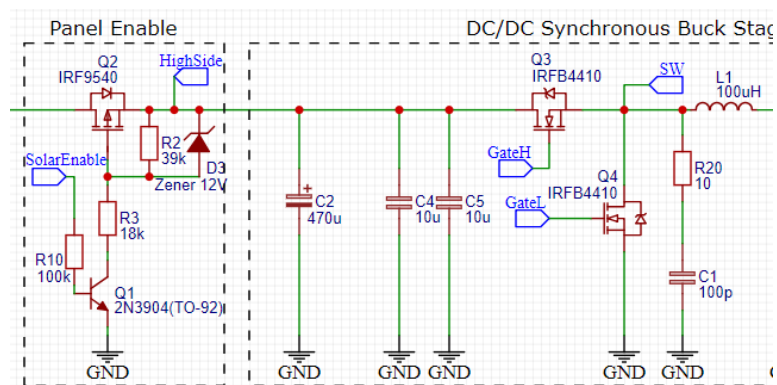 Panel Enable
DC/DC Synchronous Buck Stag
Q2
IRF9540
HighSide
Q3
IRFB4410
SW
L1
100uH
R2
39k
D3
Zener 12V
SolarEnable
GateH
R20
10
Q4
IRFB4410
GateL
R3
18k
C2
470u
C4
10u
C5
10u
R10
100k
Q1
2N3904(TO-92)
C1
100p
GND
GND
GND
GND
GND
GND